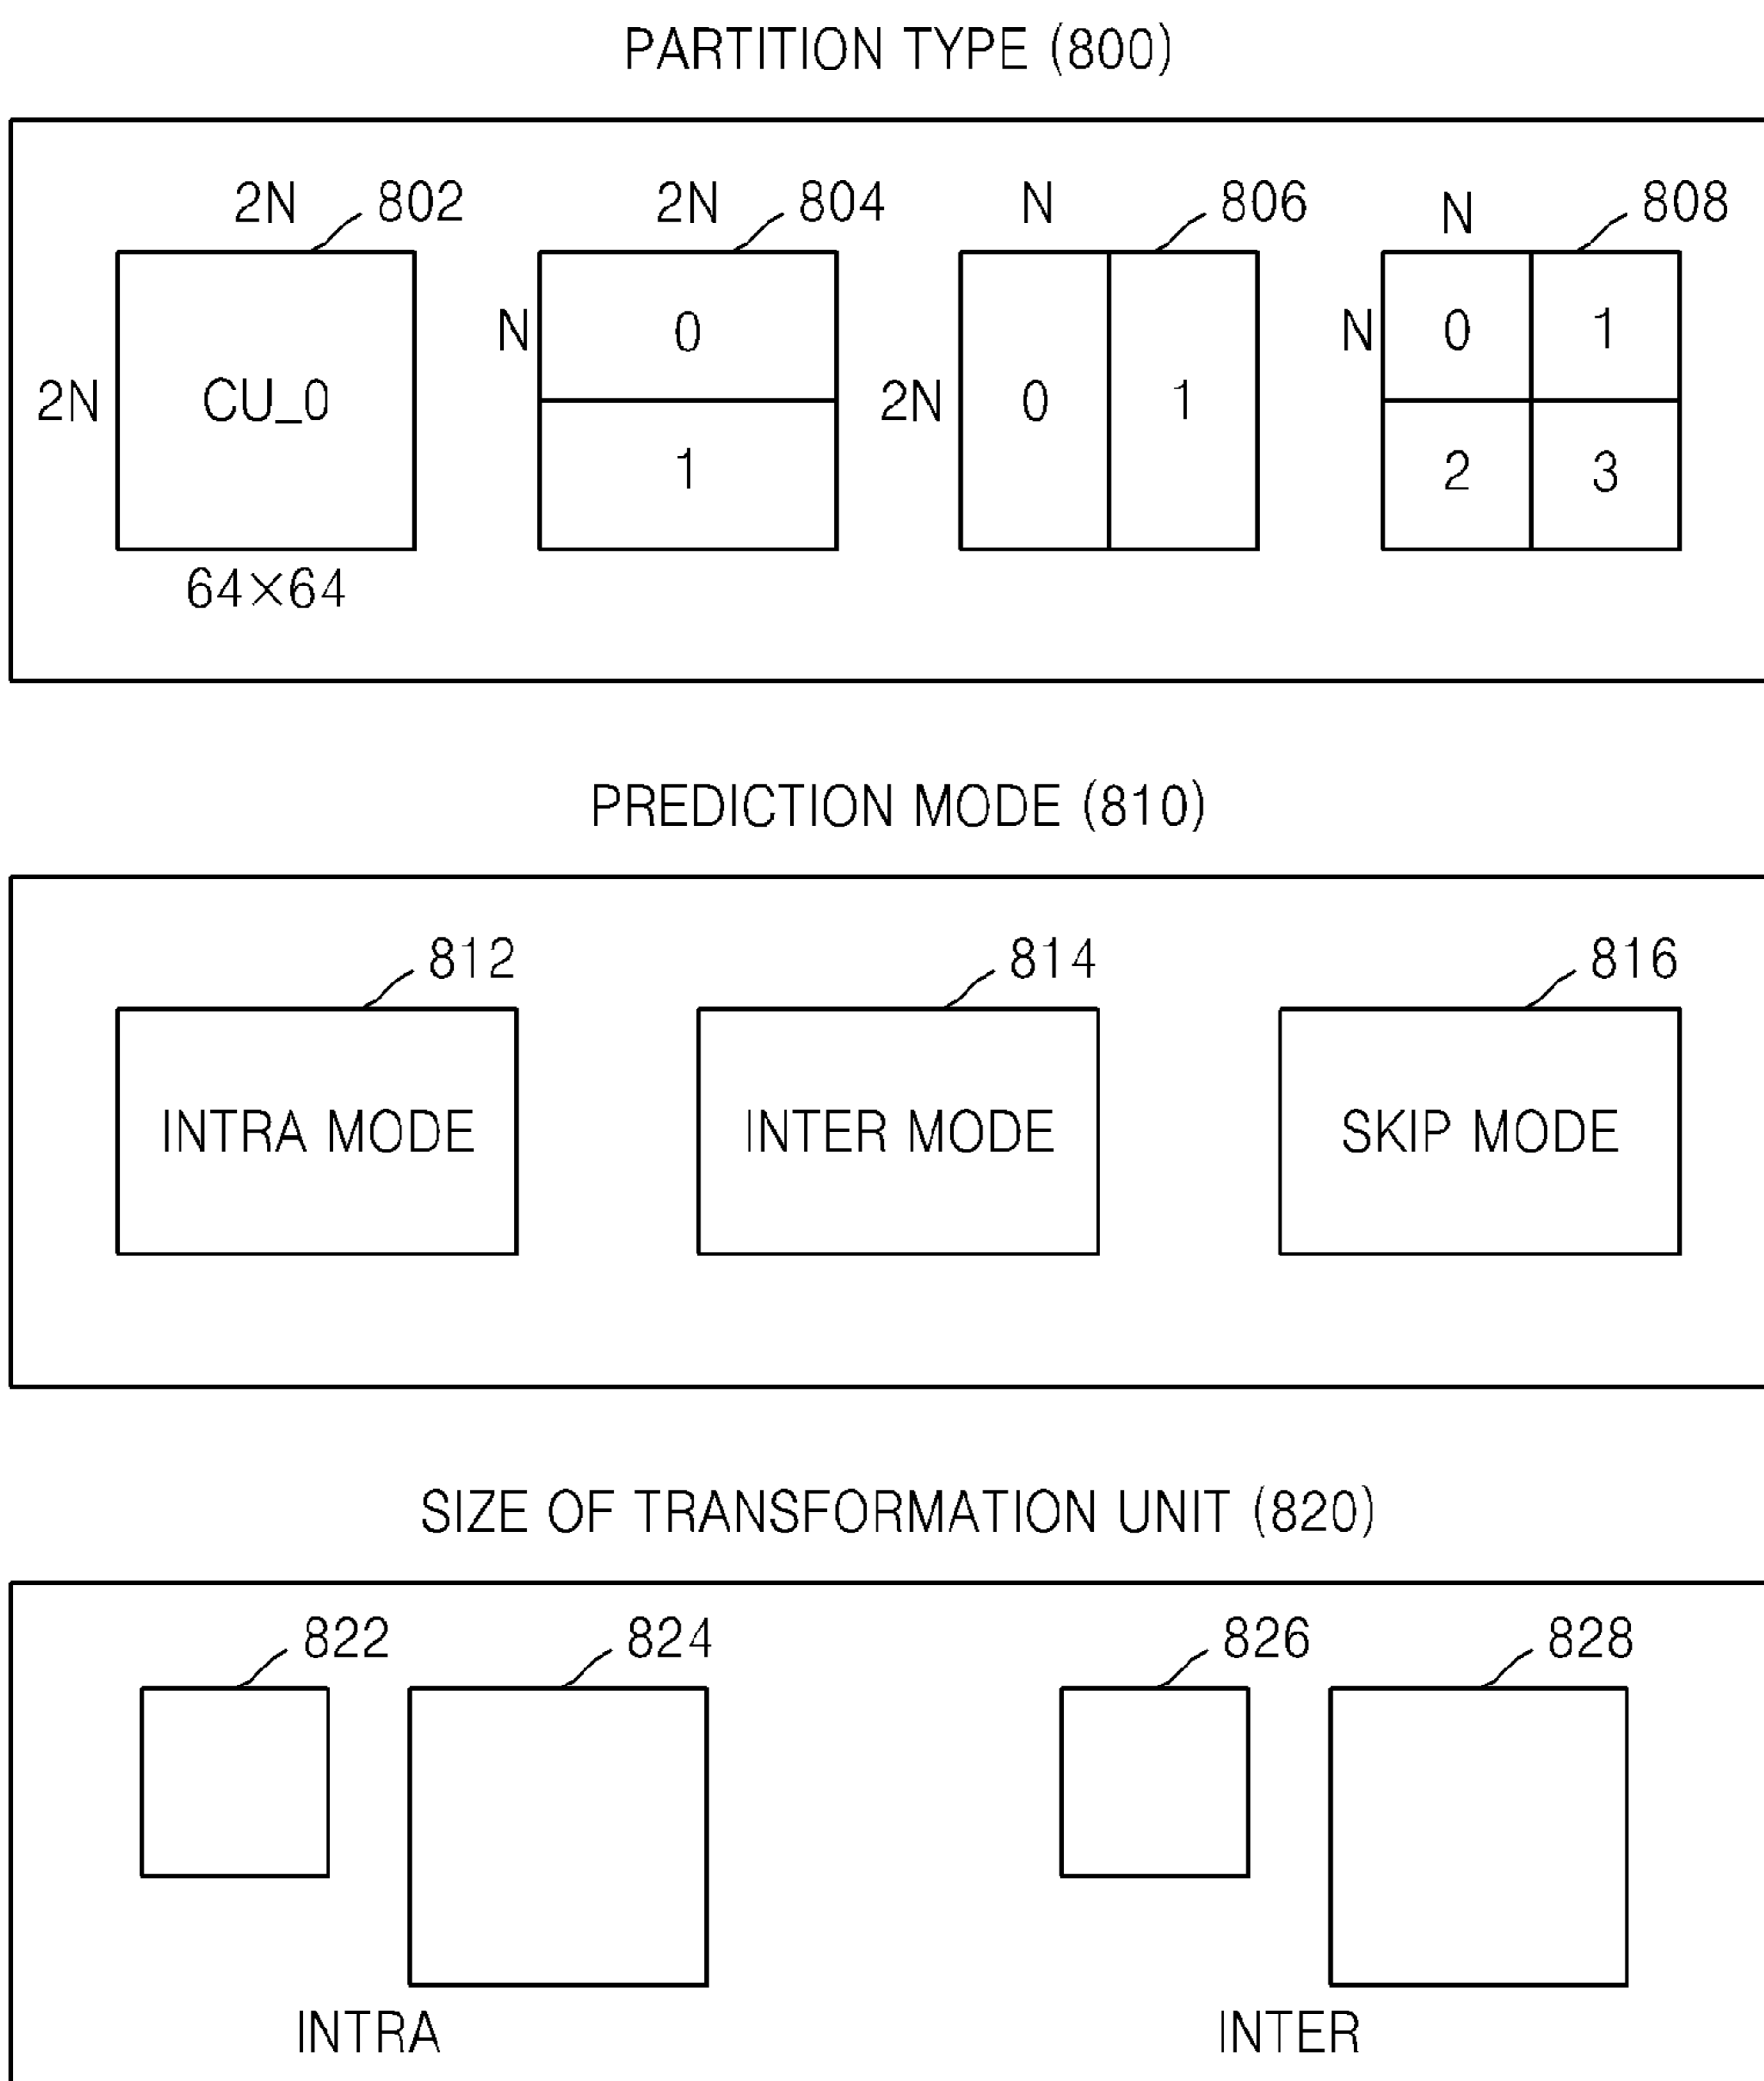 PARTITION TYPE (800)
2N 802 2N 804 N 806 N 808
2N CU_0 N 0 1 2N 0 1 N 0 1 2 3
64×64
PREDICTION MODE (810)
812 814 816
INTRA MODE INTER MODE SKIP MODE
SIZE OF TRANSFORMATION UNIT (820)
822 824 826 828
INTRA INTER